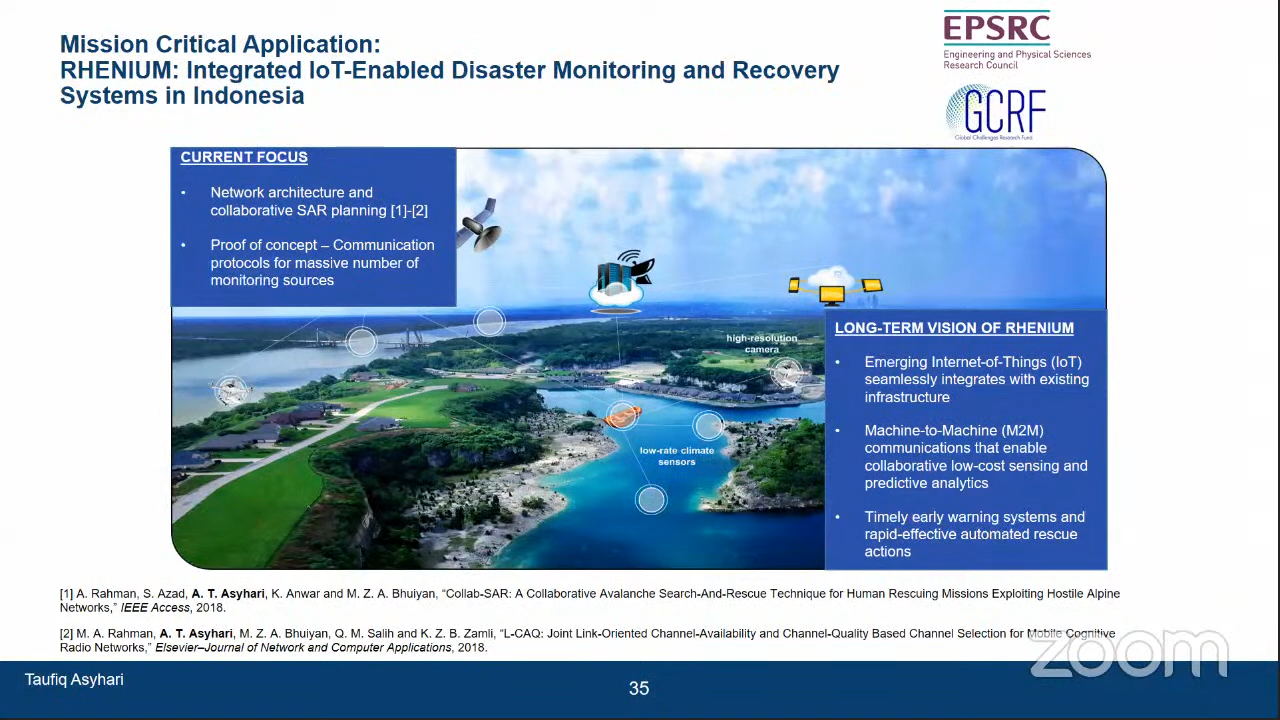 Mission Critical Application:
RHENIUM: Integrated IoT-Enabled Disaster Monitoring and Recovery
Systems in Indonesia
EPSRC
Engineering and Physical Sciences
Research Council
GCRF
Global Challenges Research Fund
CURRENT FOCUS
• Network architecture and
collaborative SAR planning [1]-[2]
• Proof of concept – Communication
protocols for massive number of
monitoring sources
high-resolution
camera
low-rate climate
sensors
LONG-TERM VISION OF RHENIUM
• Emerging Internet-of-Things (IoT)
seamlessly integrates with existing
infrastructure
• Machine-to-Machine (M2M)
communications that enable
collaborative low-cost sensing and
predictive analytics
• Timely early warning systems and
rapid-effective automated rescue
actions
[1] A. Rahman, S. Azad, A. T. Asyhari, K. Anwar and M. Z. A. Bhuiyan, “Collab-SAR: A Collaborative Avalanche Search-And-Rescue Technique for Human Rescuing Missions Exploiting Hostile Alpine
Networks,” IEEE Access, 2018.
[2] M. A. Rahman, A. T. Asyhari, M. Z. A. Bhuiyan, Q. M. Salih and K. Z. B. Zamli, “L-CAQ: Joint Link-Oriented Channel-Availability and Channel-Quality Based Channel Selection for Mobile Cognitive
Radio Networks,” Elsevier–Journal of Network and Computer Applications, 2018.
zoom
Taufiq Asyhari
35